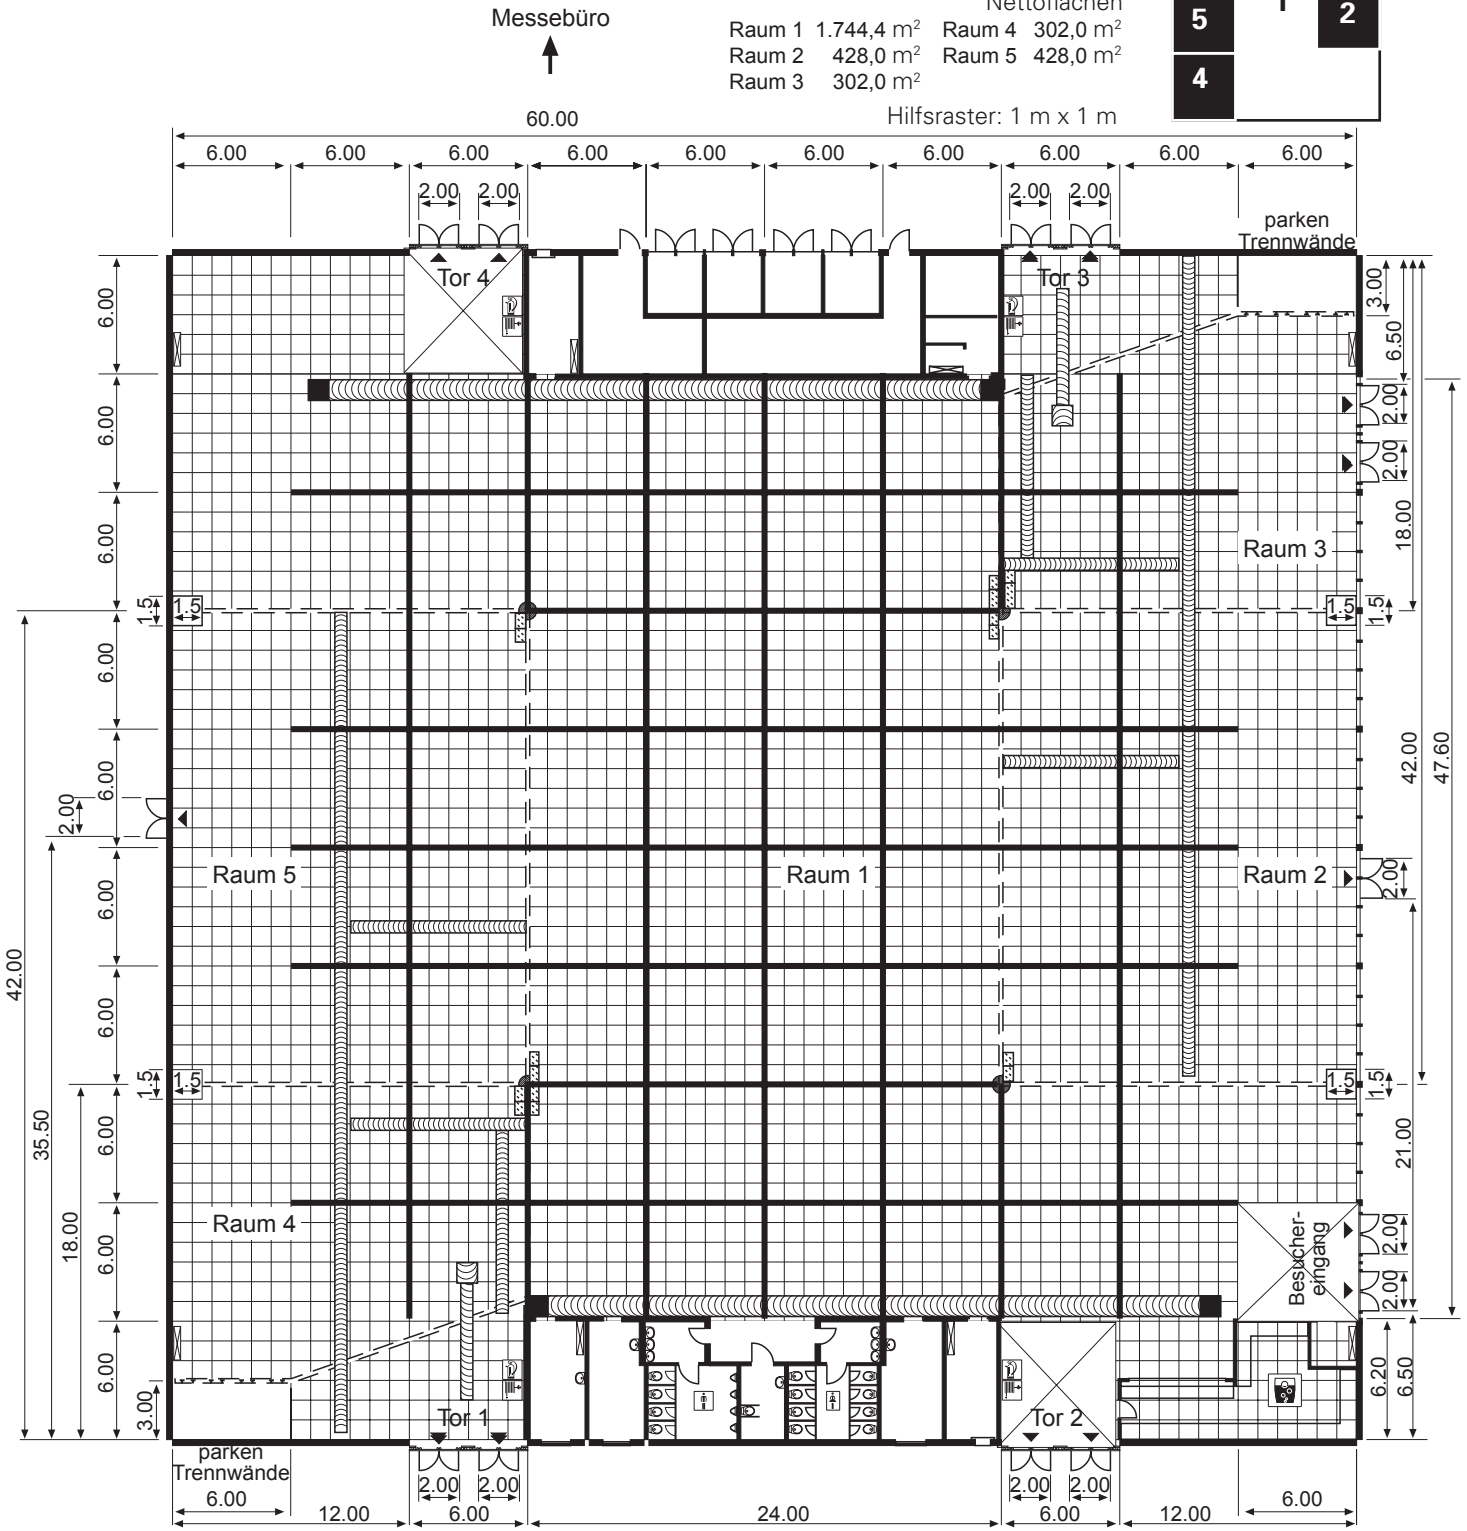 Messebüro
Nettoflächen
Raum 1 1.744,4 m² Raum 4 302,0 m²
Raum 2 428,0 m² Raum 5 428,0 m²
Raum 3 302,0 m²
Hilfsraster: 1 m x 1 m
5
2
4
60.00
6.00 6.00 6.00 6.00 6.00 6.00 6.00 6.00 6.00 6.00
2.00 2.00 2.00 2.00
parken
Trennwände
Tor 4
Tor 3
6.00
3.00
6.50
6.00
2.00
2.00
6.00
18.00
Raum 3
1.5
1.5
1.5
1.5
6.00
6.00
2.00
42.00
47.60
Raum 5
Raum 1
Raum 2
2.00
6.00
42.00
6.00
1.5
1.5
1.5
1.5
35.50
6.00
21.00
18.00
Raum 4
6.00
Besucher-
eingang
2.00
2.00
6.00
3.00
6.20
6.50
Tor 1
Tor 2
parken
Trennwände
2.00 2.00 2.00 2.00
6.00
6.00
12.00 6.00 24.00 6.00 12.00